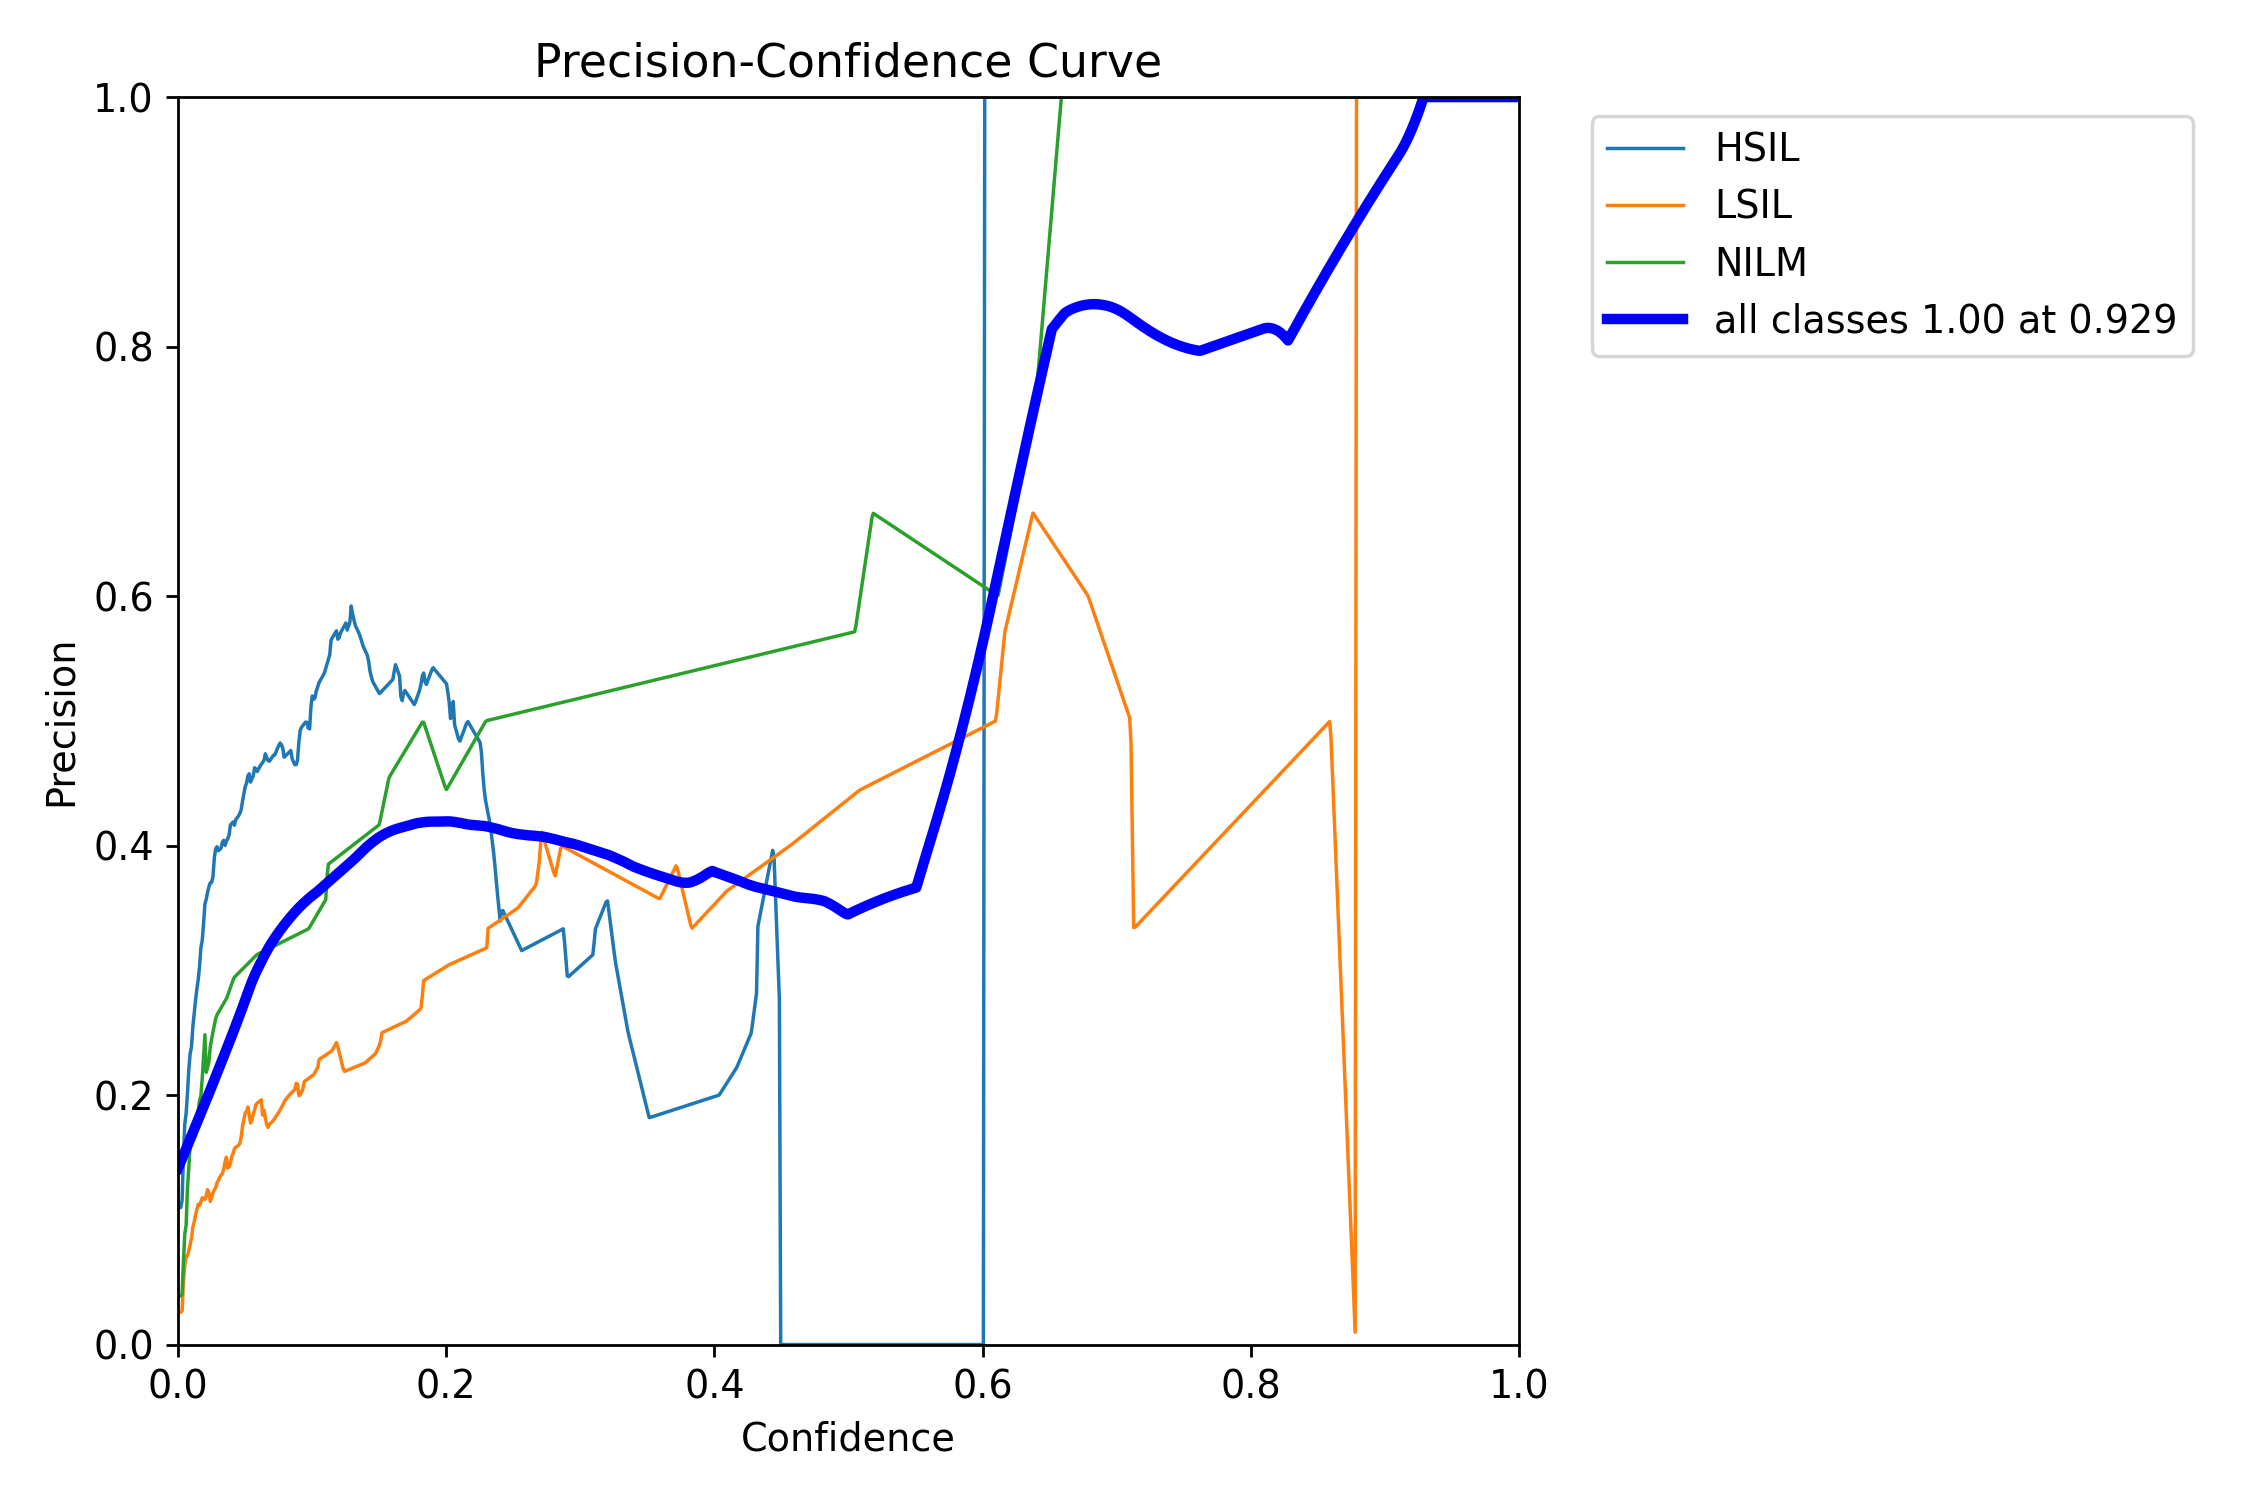 Precision-Confidence Curve
1.0
0.8
0.6
0.4
0.2
0.0
Precision
0.0 0.2 0.4 0.6 0.8 1.0
Confidence
HSIL
LSIL
NILM
all classes 1.00 at 0.929